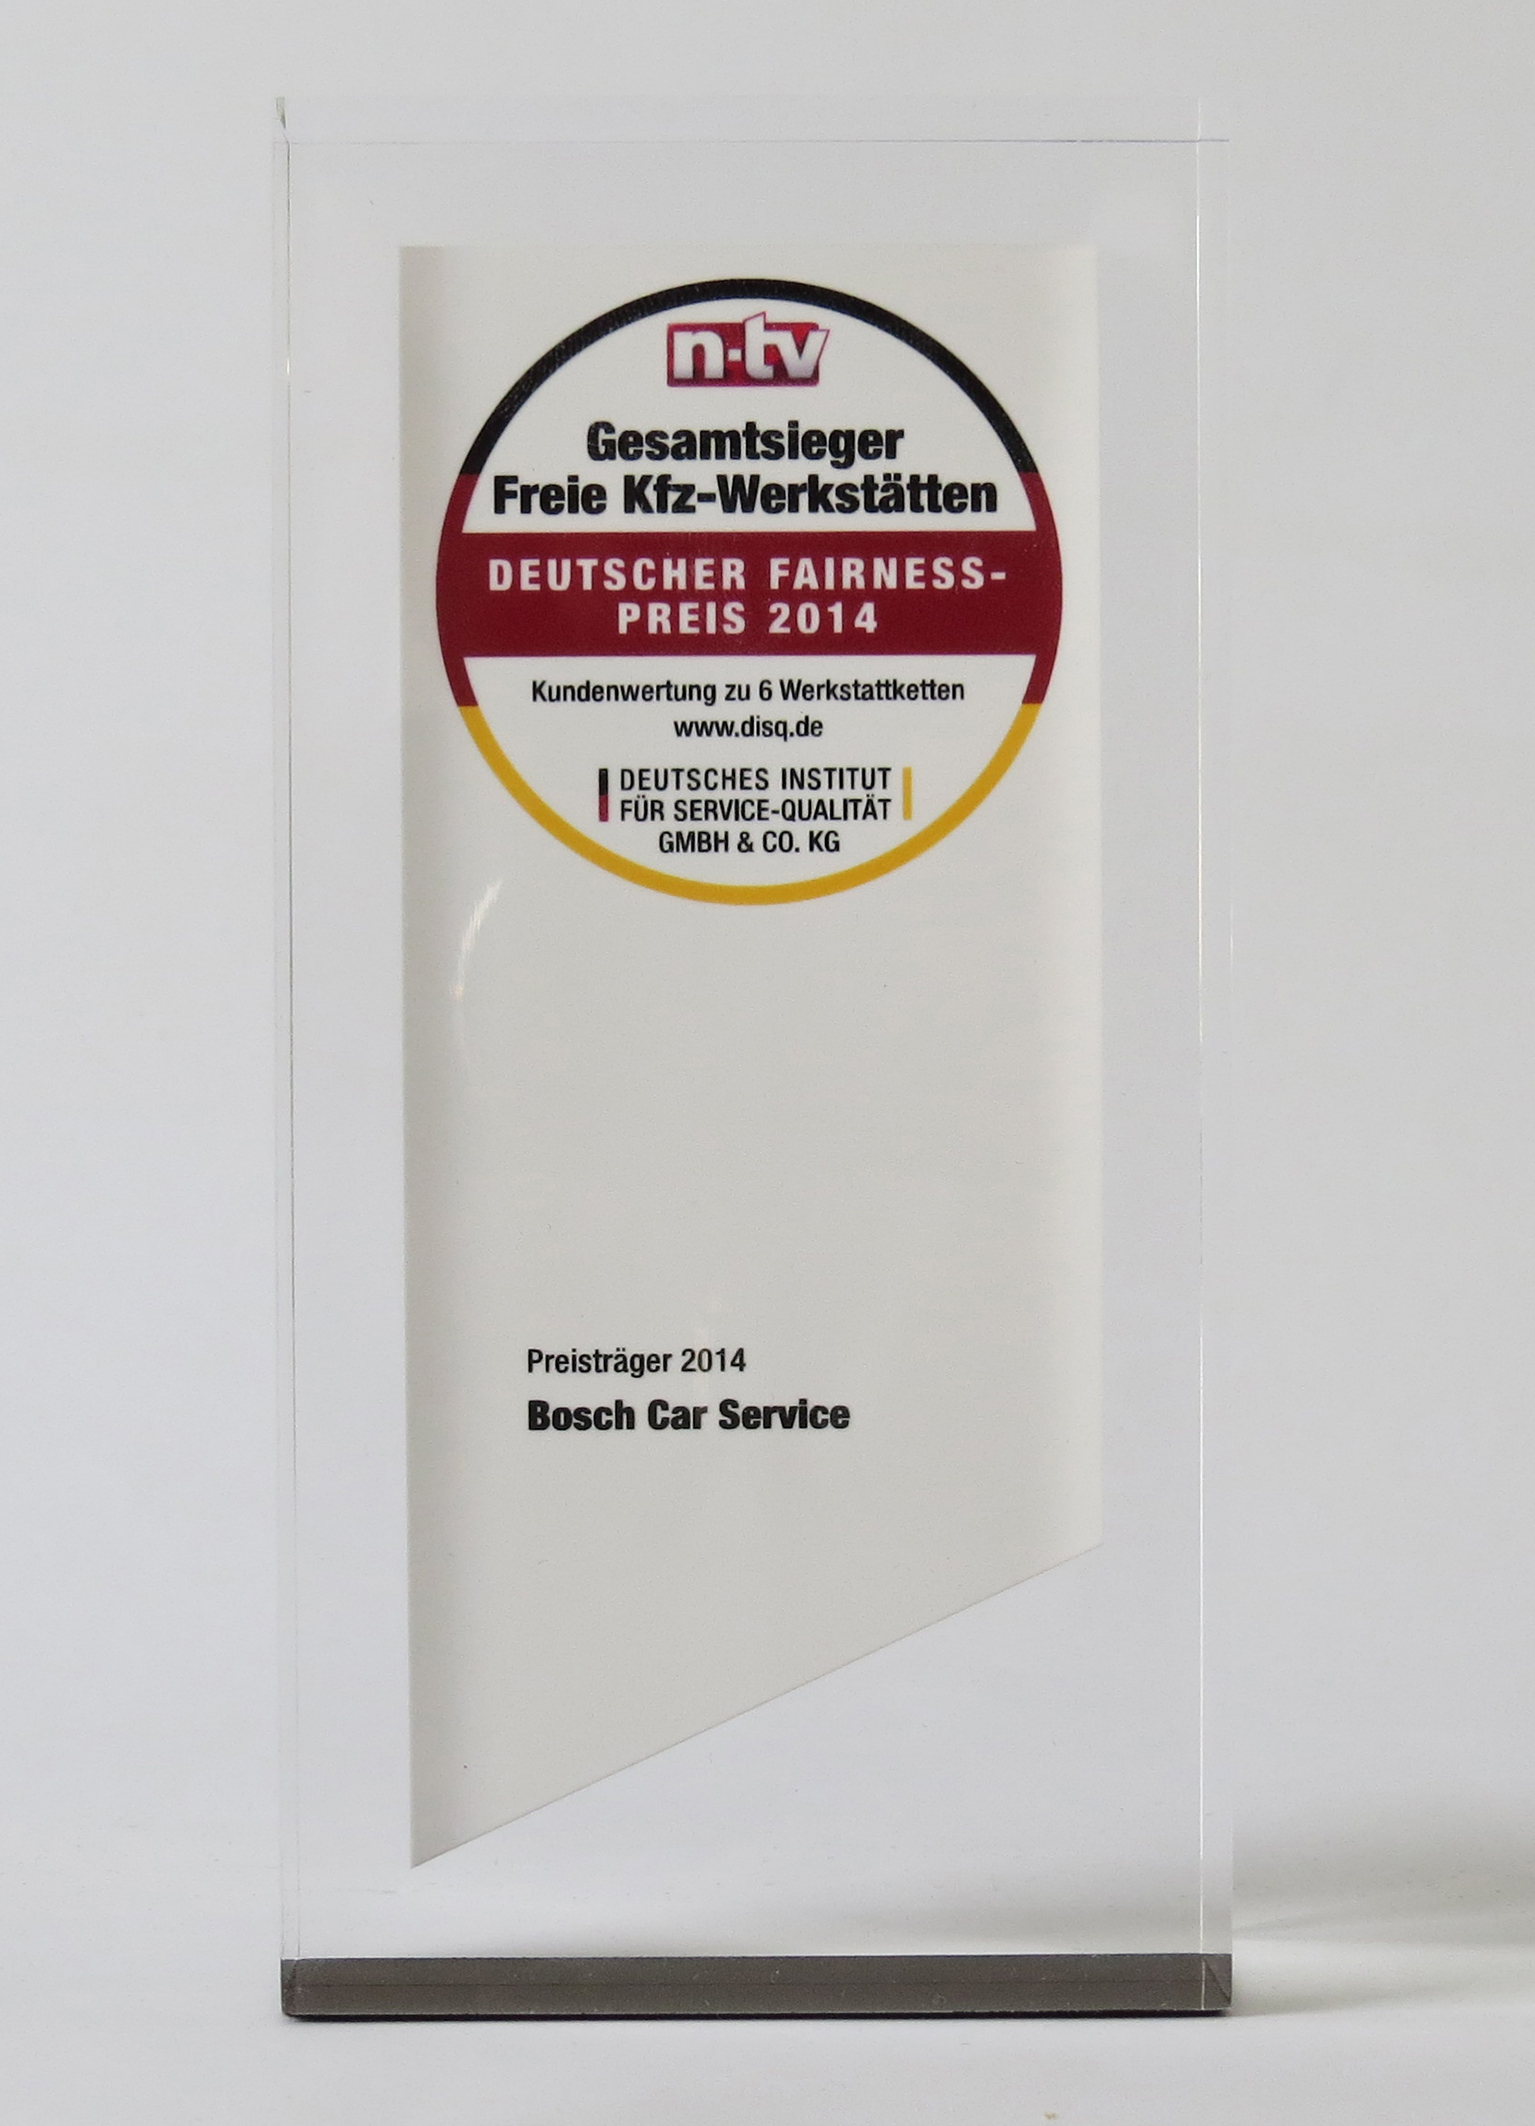 n-tv
Gesamtsieger
Freie Kfz-Werkstätten
DEUTSCHER FAIRNESS-
PREIS 2014
Kundenwertung zu 6 Werkstattketten
www.disq.de
DEUTSCHES INSTITUT
FÜR SERVICE-QUALITÄT
GMBH & CO. KG
Preisträger 2014
Bosch Car Service